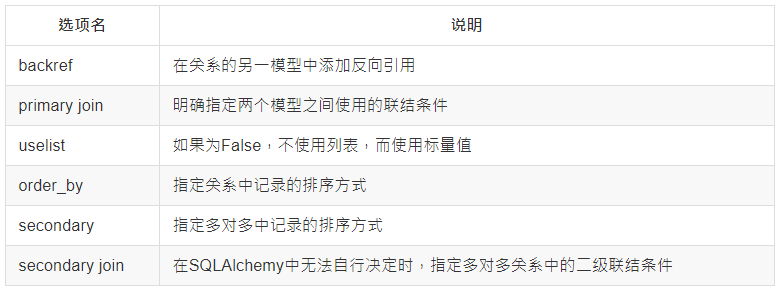 选项名 说明
backref 在关系的另一模型中添加反向引用
primary join 明确指定两个模型之间使用的联结条件
uselist 如果为False，不使用列表，而使用标量值
order_by 指定关系中记录的排序方式
secondary 指定多对多中记录的排序方式
secondary join 在SQLAlchemy中无法自行决定时，指定多对多关系中的二级联结条件